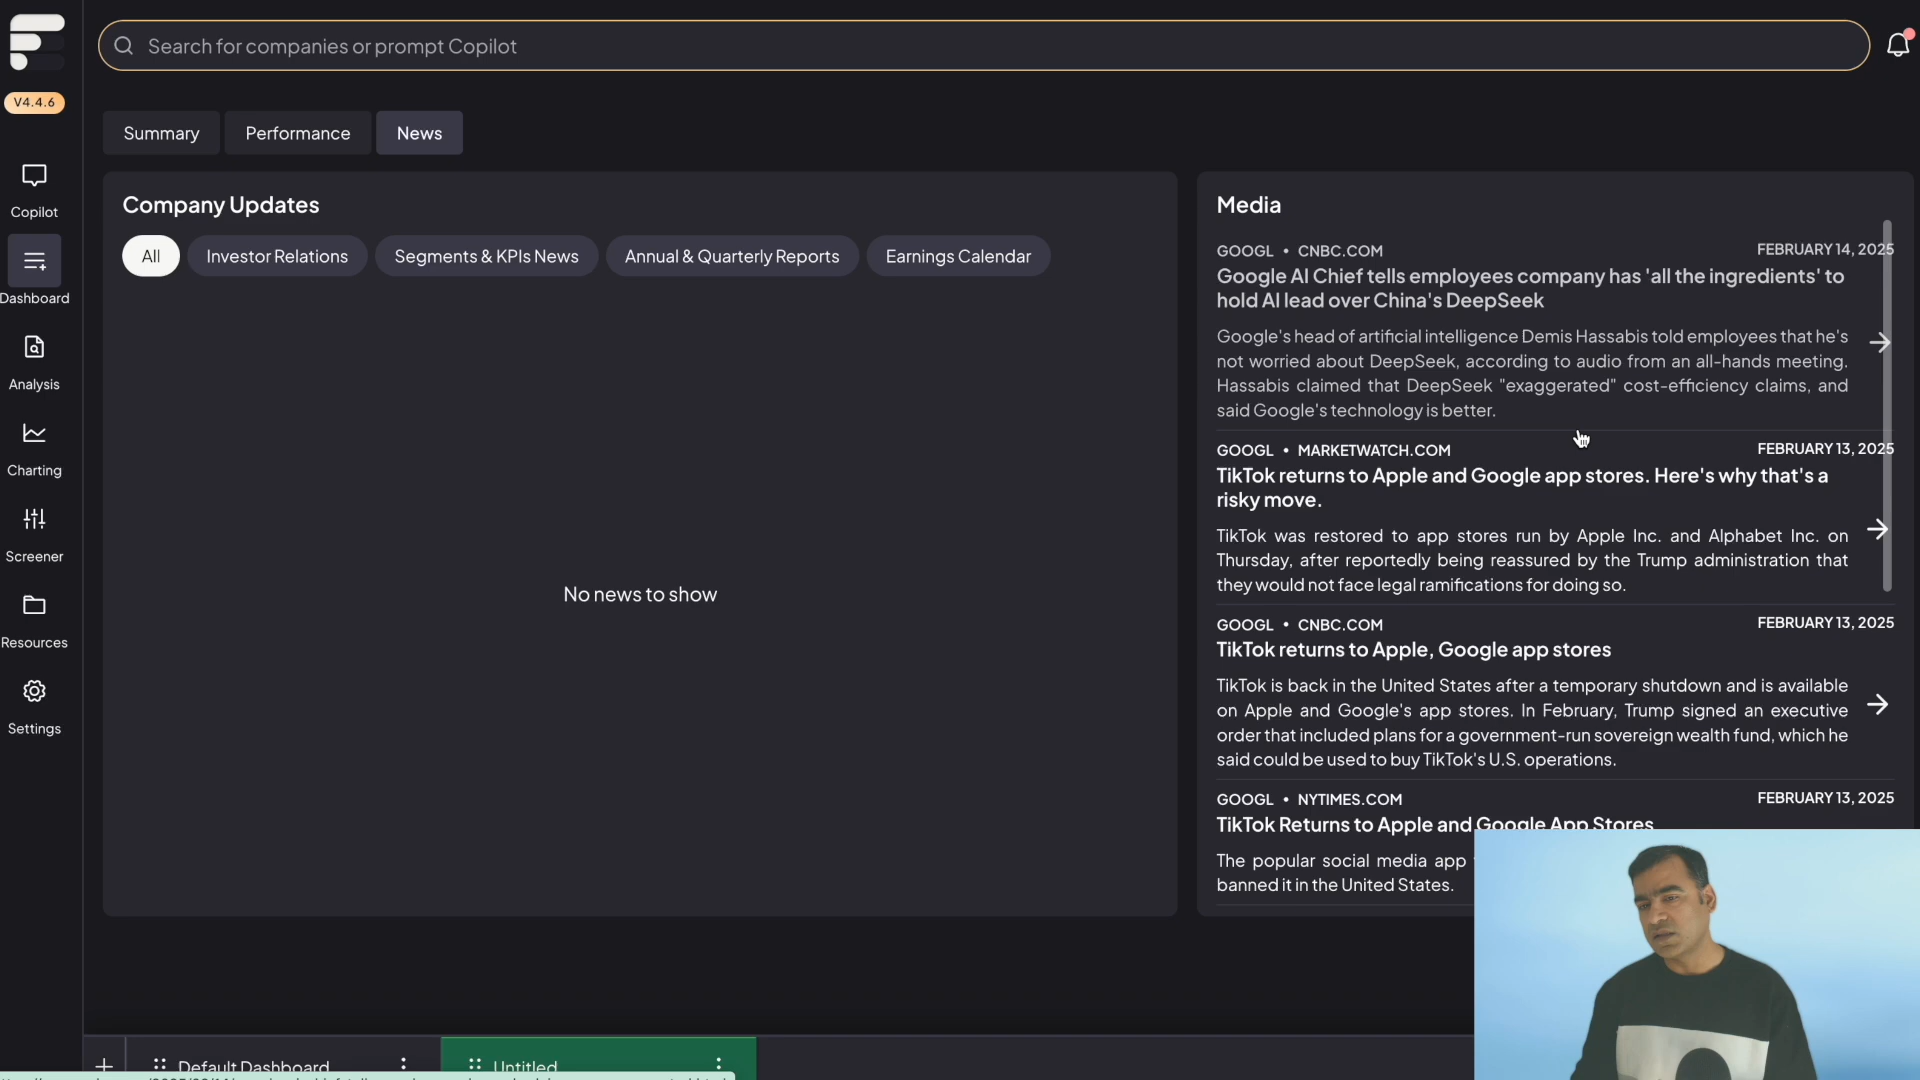 Search for companies or prompt Copilot
V4.4.6
Summary
Performance
News
Copilot
Dashboard
Analysis
Charting
Screener
Resources
Settings
Company Updates
All
Investor Relations
Segments & KPIs News
Annual & Quarterly Reports
Earnings Calendar
No news to show
Media
GOOGL • CNBC.COM
FEBRUARY 14, 2025
Google AI Chief tells employees company has 'all the ingredients' to
hold AI lead over China's DeepSeek
Google's head of artificial intelligence Demis Hassabis told employees that he's
not worried about DeepSeek, according to audio from an all-hands meeting.
Hassabis claimed that DeepSeek "exaggerated" cost-efficiency claims, and
said Google's technology is better.
GOOGL • MARKETWATCH.COM
FEBRUARY 13, 2025
TikTok returns to Apple and Google app stores. Here's why that's a
risky move.
TikTok was restored to app stores run by Apple Inc. and Alphabet Inc. on
Thursday, after reportedly being reassured by the Trump administration that
they would not face legal ramifications for doing so.
GOOGL • CNBC.COM
FEBRUARY 13, 2025
TikTok returns to Apple, Google app stores
TikTok is back in the United States after a temporary shutdown and is available
on Apple and Google's app stores. In February, Trump signed an executive
order that included plans for a government-run sovereign wealth fund, which he
said could be used to buy TikTok's U.S. operations.
GOOGL • NYTIMES.COM
FEBRUARY 13, 2025
TikTok Returns to Apple and Google App Stores
The popular social media app
banned it in the United States.
Default Dashboard
Untitled